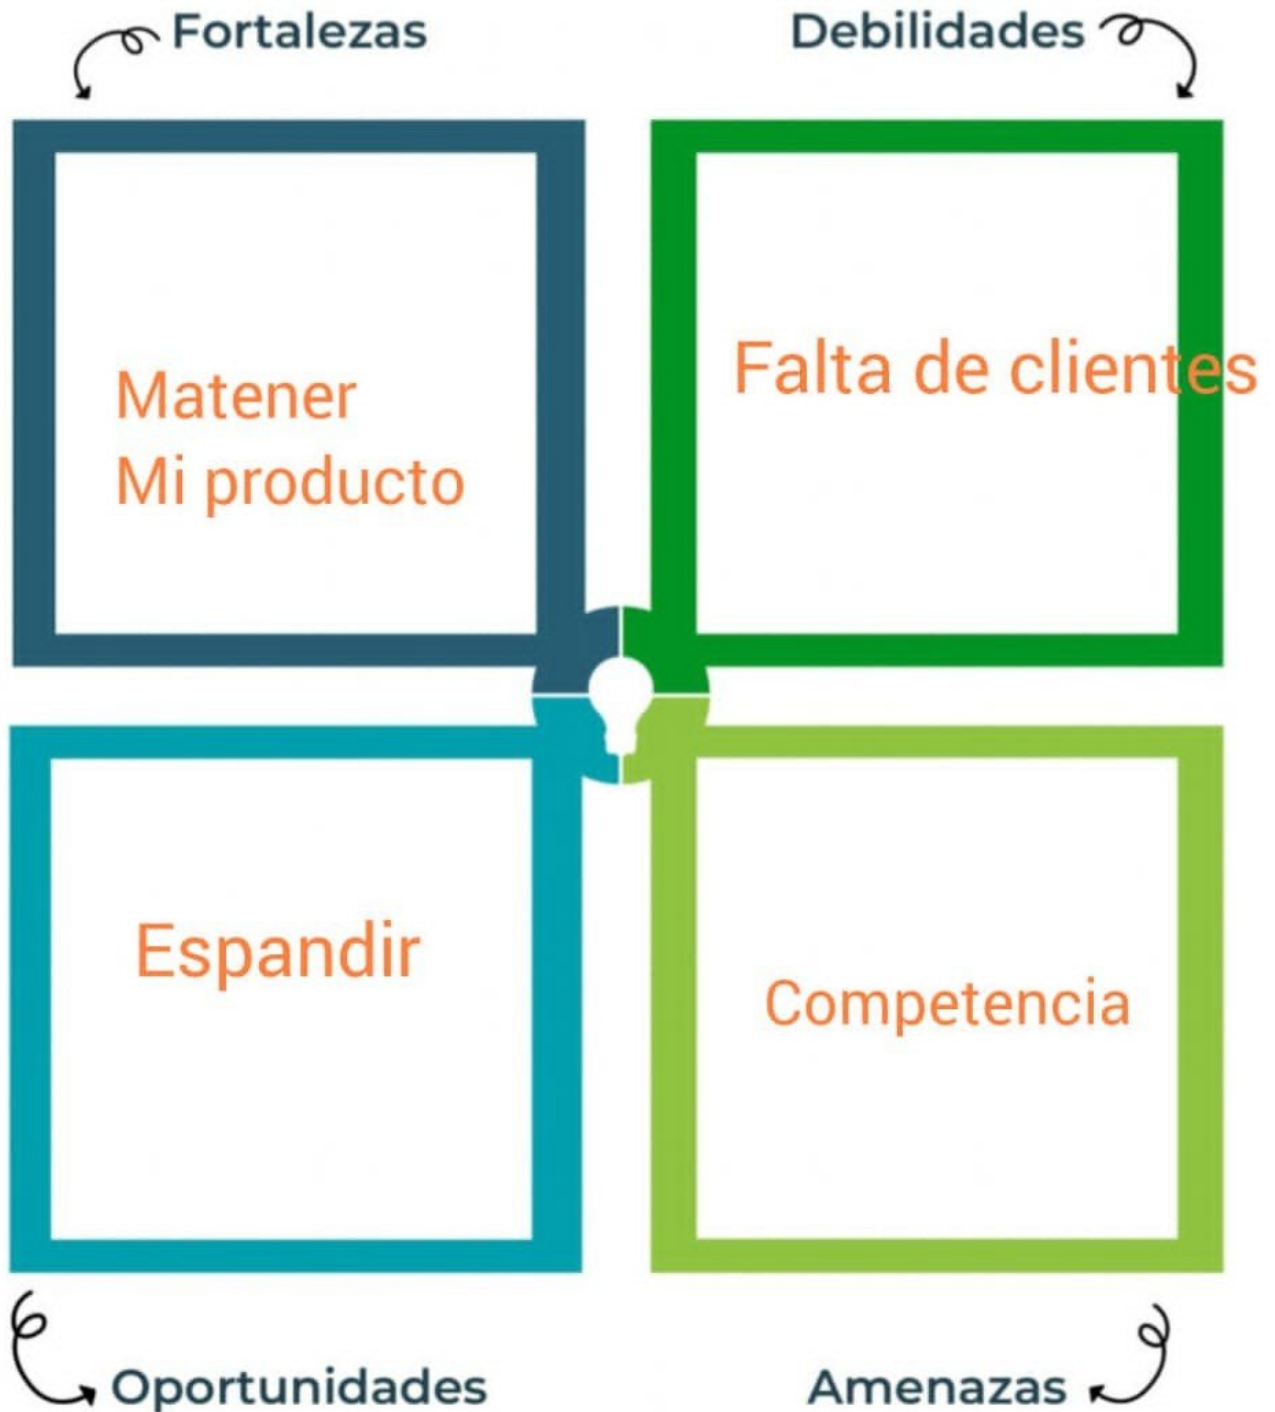 Fortalezas
Debilidades
Matener
Mi producto
Falta de clientes
Espandir
Competencia
Oportunidades
Amenazas